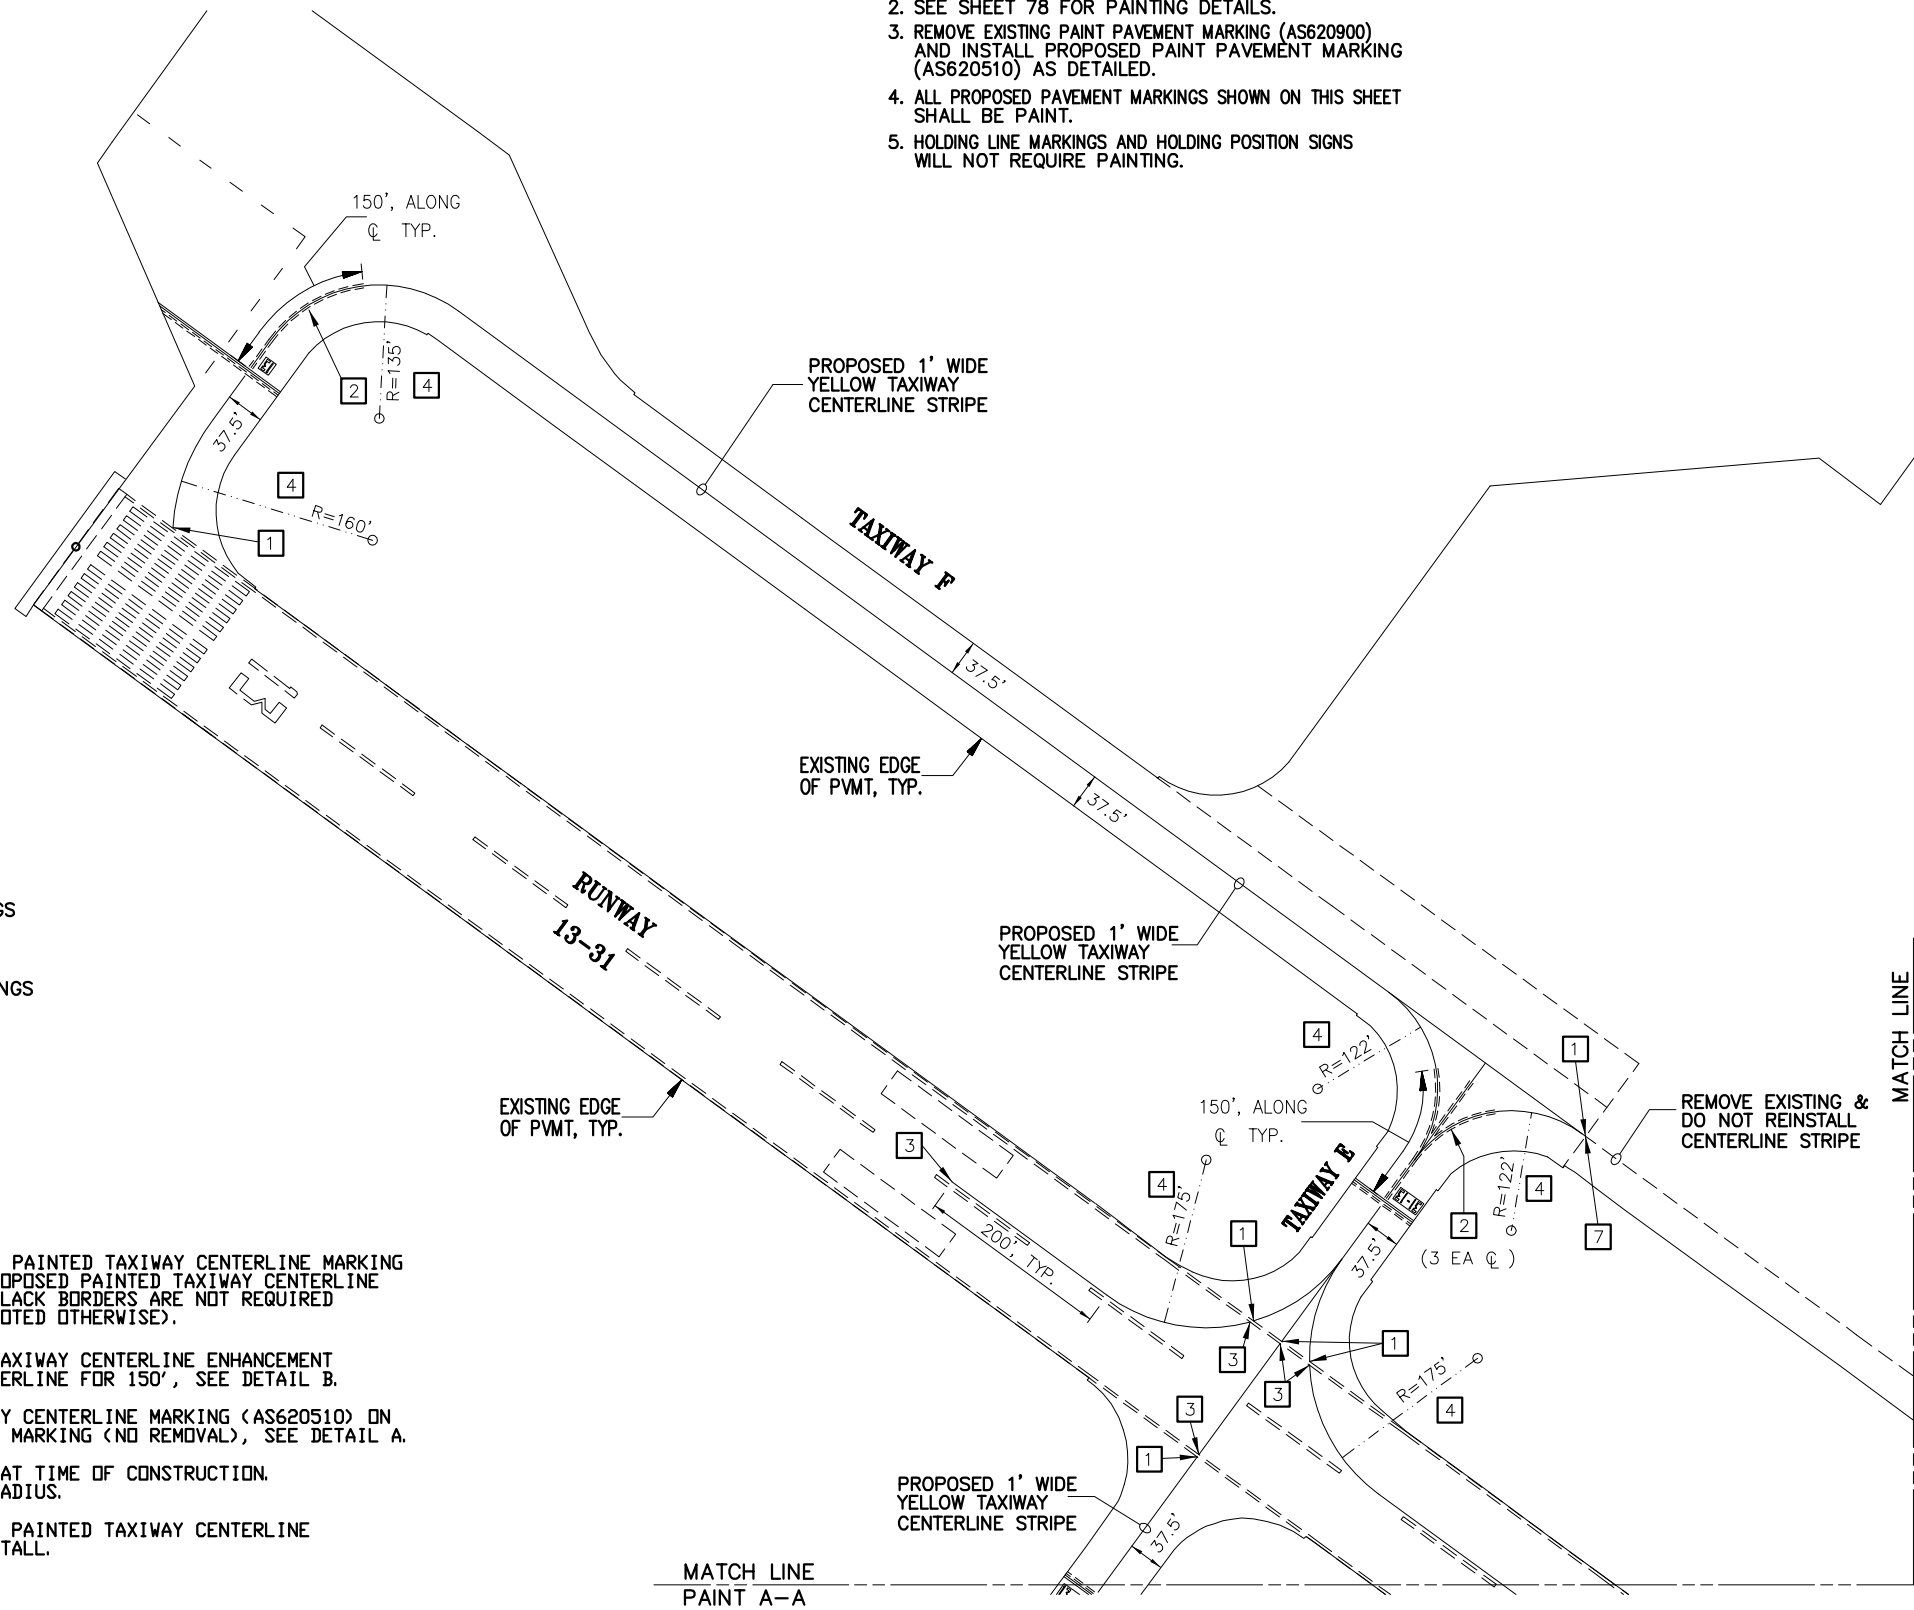 2. SEE SHEET 78 FOR PAINTING DETAILS.
3. REMOVE EXISTING PAINT PAVEMENT MARKING (AS620900)
AND INSTALL PROPOSED PAINT PAVEMENT MARKING
(AS620510) AS DETAILED.
4. ALL PROPOSED PAVEMENT MARKINGS SHOWN ON THIS SHEET
SHALL BE PAINT.
5. HOLDING LINE MARKINGS AND HOLDING POSITION SIGNS
WILL NOT REQUIRE PAINTING.
150', ALONG
℄ TYP.
13
2
R=135'
4
37.5'
4
R=160'
1
PROPOSED 1' WIDE
YELLOW TAXIWAY
CENTERLINE STRIPE
TAXIWAY F
37.5'
13
EXISTING EDGE
OF PVMT, TYP.
37.5'
RUNWAY
13-31
PROPOSED 1' WIDE
YELLOW TAXIWAY
CENTERLINE STRIPE
GS
NGS
MATCH LINE
4
R=122'
1
EXISTING EDGE
OF PVMT, TYP.
150', ALONG
℄ TYP.
REMOVE EXISTING &
DO NOT REINSTALL
CENTERLINE STRIPE
3
4
R=175'
TAXIWAY E
13-31
R=122'
4
2
(3 EA ℄ )
7
200', TYP.
1
37.5'
3
1
3
R=175'
4
3
1
PAINTED TAXIWAY CENTERLINE MARKING
OPOSED PAINTED TAXIWAY CENTERLINE
LACK BORDERS ARE NOT REQUIRED
OTED OTHERWISE).
AXIWAY CENTERLINE ENHANCEMENT
ERLINE FOR 150', SEE DETAIL B.
Y CENTERLINE MARKING (AS620510) ON
MARKING (NO REMOVAL), SEE DETAIL A.
AT TIME OF CONSTRUCTION.
ADIUS.
PAINTED TAXIWAY CENTERLINE
TALL.
PROPOSED 1' WIDE
YELLOW TAXIWAY
CENTERLINE STRIPE
37.5'
MATCH LINE
PAINT A-A